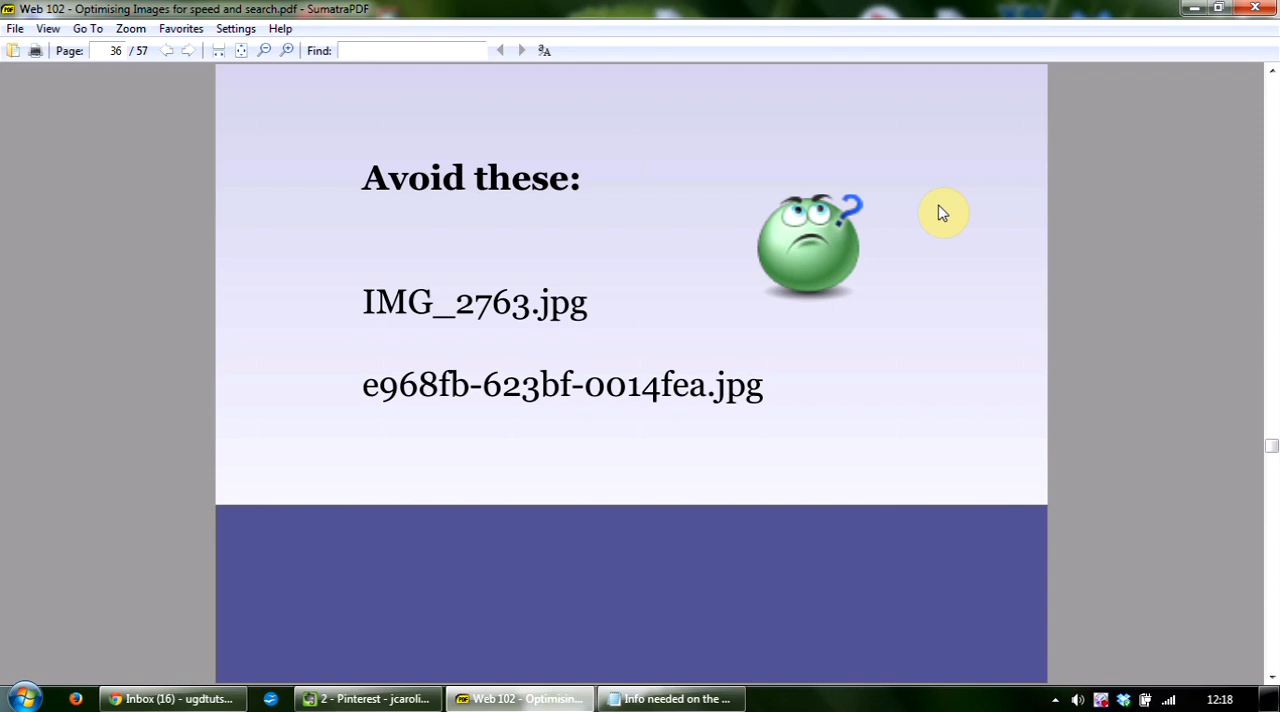 Web 102 - Optimising Images for speed and search.pdf - SumatraPDF
File View Go To Zoom Favorites Settings Help
Page: 36 / 57 Find:
Avoid these:
?
IMG_2763.jpg
e968fb-623bf-0014fea.jpg
Inbox (16) - ugdtuts... 2 - Pinterest - jcaroli... PDF Web 102 - Optimisin... Info needed on the ... 12:18